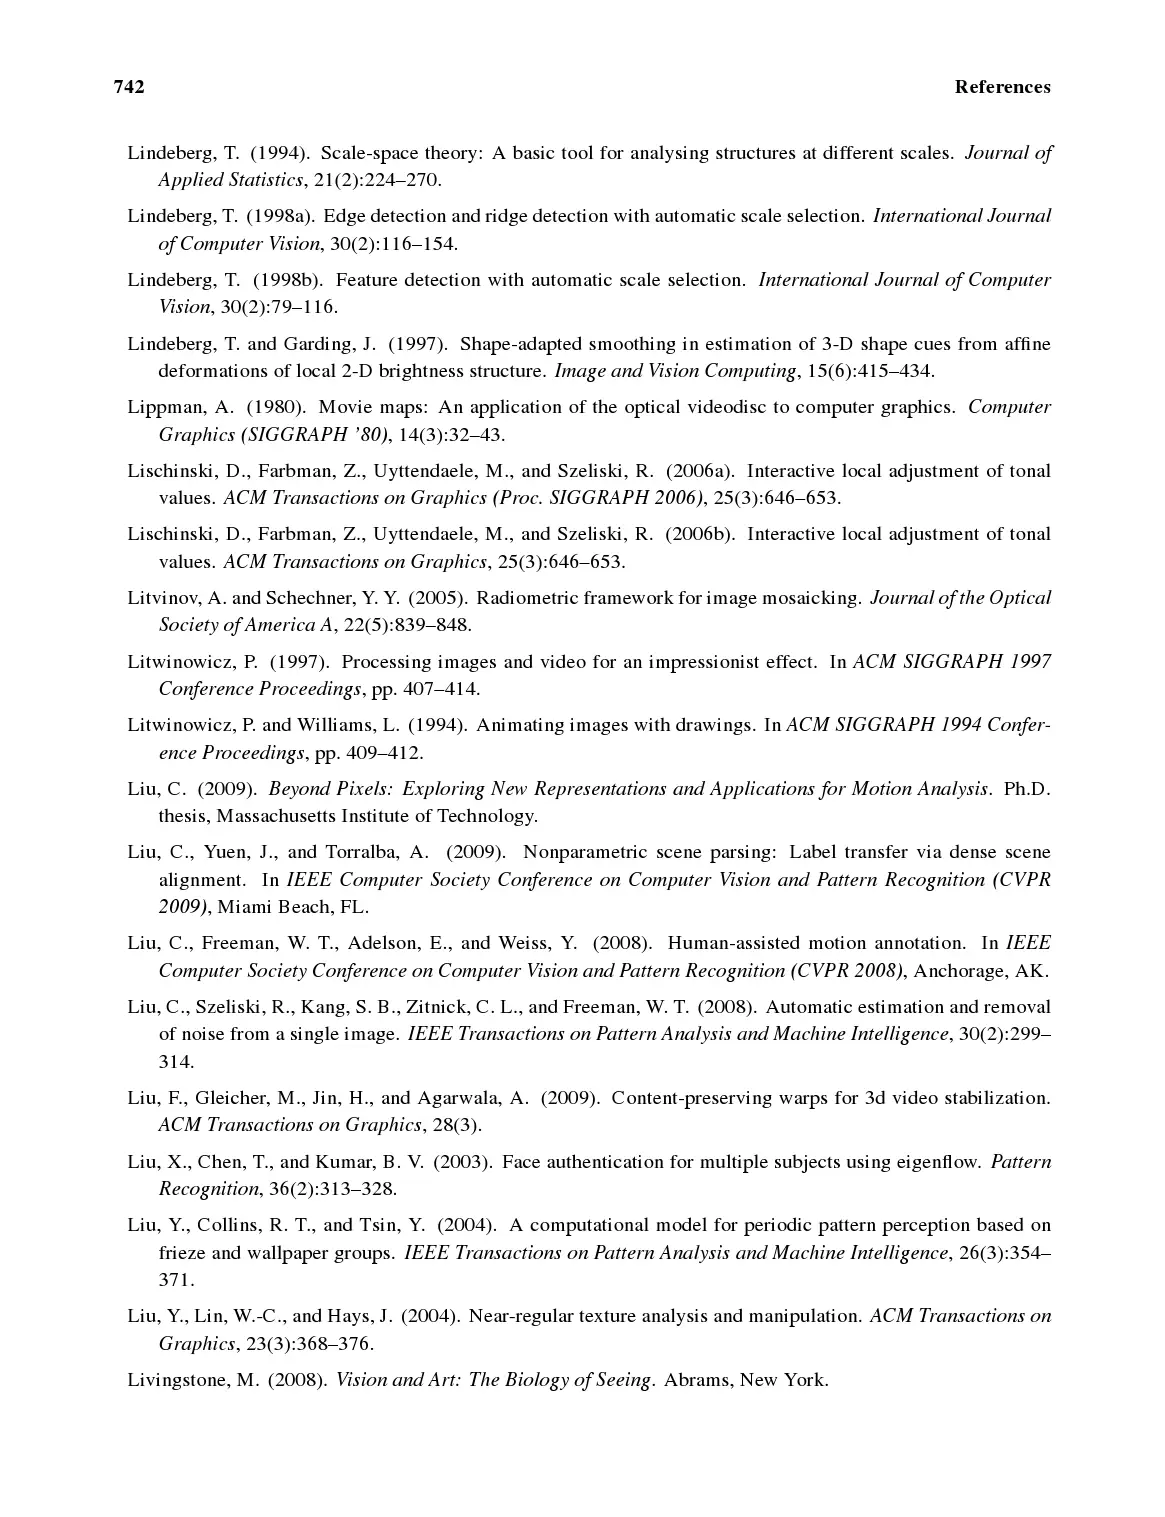 742 References
Lindeberg, T. (1994). Scale-space theory: A basic tool for analysing structures at different scales. Journal of
Applied Statistics, 21(2):224–270.
Lindeberg, T. (1998a). Edge detection and ridge detection with automatic scale selection. International Journal
of Computer Vision, 30(2):116–154.
Lindeberg, T. (1998b). Feature detection with automatic scale selection. International Journal of Computer
Vision, 30(2):79–116.
Lindeberg, T. and Garding, J. (1997). Shape-adapted smoothing in estimation of 3-D shape cues from affine
deformations of local 2-D brightness structure. Image and Vision Computing, 15(6):415–434.
Lippman, A. (1980). Movie maps: An application of the optical videodisc to computer graphics. Computer
Graphics (SIGGRAPH ’80), 14(3):32–43.
Lischinski, D., Farbman, Z., Uyttendaele, M., and Szeliski, R. (2006a). Interactive local adjustment of tonal
values. ACM Transactions on Graphics (Proc. SIGGRAPH 2006), 25(3):646–653.
Lischinski, D., Farbman, Z., Uyttendaele, M., and Szeliski, R. (2006b). Interactive local adjustment of tonal
values. ACM Transactions on Graphics, 25(3):646–653.
Litvinov, A. and Schechner, Y. Y. (2005). Radiometric framework for image mosaicking. Journal of the Optical
Society of America A, 22(5):839–848.
Litwinowicz, P. (1997). Processing images and video for an impressionist effect. In ACM SIGGRAPH 1997
Conference Proceedings, pp. 407–414.
Litwinowicz, P. and Williams, L. (1994). Animating images with drawings. In ACM SIGGRAPH 1994 Confer-
ence Proceedings, pp. 409–412.
Liu, C. (2009). Beyond Pixels: Exploring New Representations and Applications for Motion Analysis. Ph.D.
thesis, Massachusetts Institute of Technology.
Liu, C., Yuen, J., and Torralba, A. (2009). Nonparametric scene parsing: Label transfer via dense scene
alignment. In IEEE Computer Society Conference on Computer Vision and Pattern Recognition (CVPR
2009), Miami Beach, FL.
Liu, C., Freeman, W. T., Adelson, E., and Weiss, Y. (2008). Human-assisted motion annotation. In IEEE
Computer Society Conference on Computer Vision and Pattern Recognition (CVPR 2008), Anchorage, AK.
Liu, C., Szeliski, R., Kang, S. B., Zitnick, C. L., and Freeman, W. T. (2008). Automatic estimation and removal
of noise from a single image. IEEE Transactions on Pattern Analysis and Machine Intelligence, 30(2):299–
314.
Liu, F., Gleicher, M., Jin, H., and Agarwala, A. (2009). Content-preserving warps for 3d video stabilization.
ACM Transactions on Graphics, 28(3).
Liu, X., Chen, T., and Kumar, B. V. (2003). Face authentication for multiple subjects using eigenflow. Pattern
Recognition, 36(2):313–328.
Liu, Y., Collins, R. T., and Tsin, Y. (2004). A computational model for periodic pattern perception based on
frieze and wallpaper groups. IEEE Transactions on Pattern Analysis and Machine Intelligence, 26(3):354–
371.
Liu, Y., Lin, W.-C., and Hays, J. (2004). Near-regular texture analysis and manipulation. ACM Transactions on
Graphics, 23(3):368–376.
Livingstone, M. (2008). Vision and Art: The Biology of Seeing. Abrams, New York.